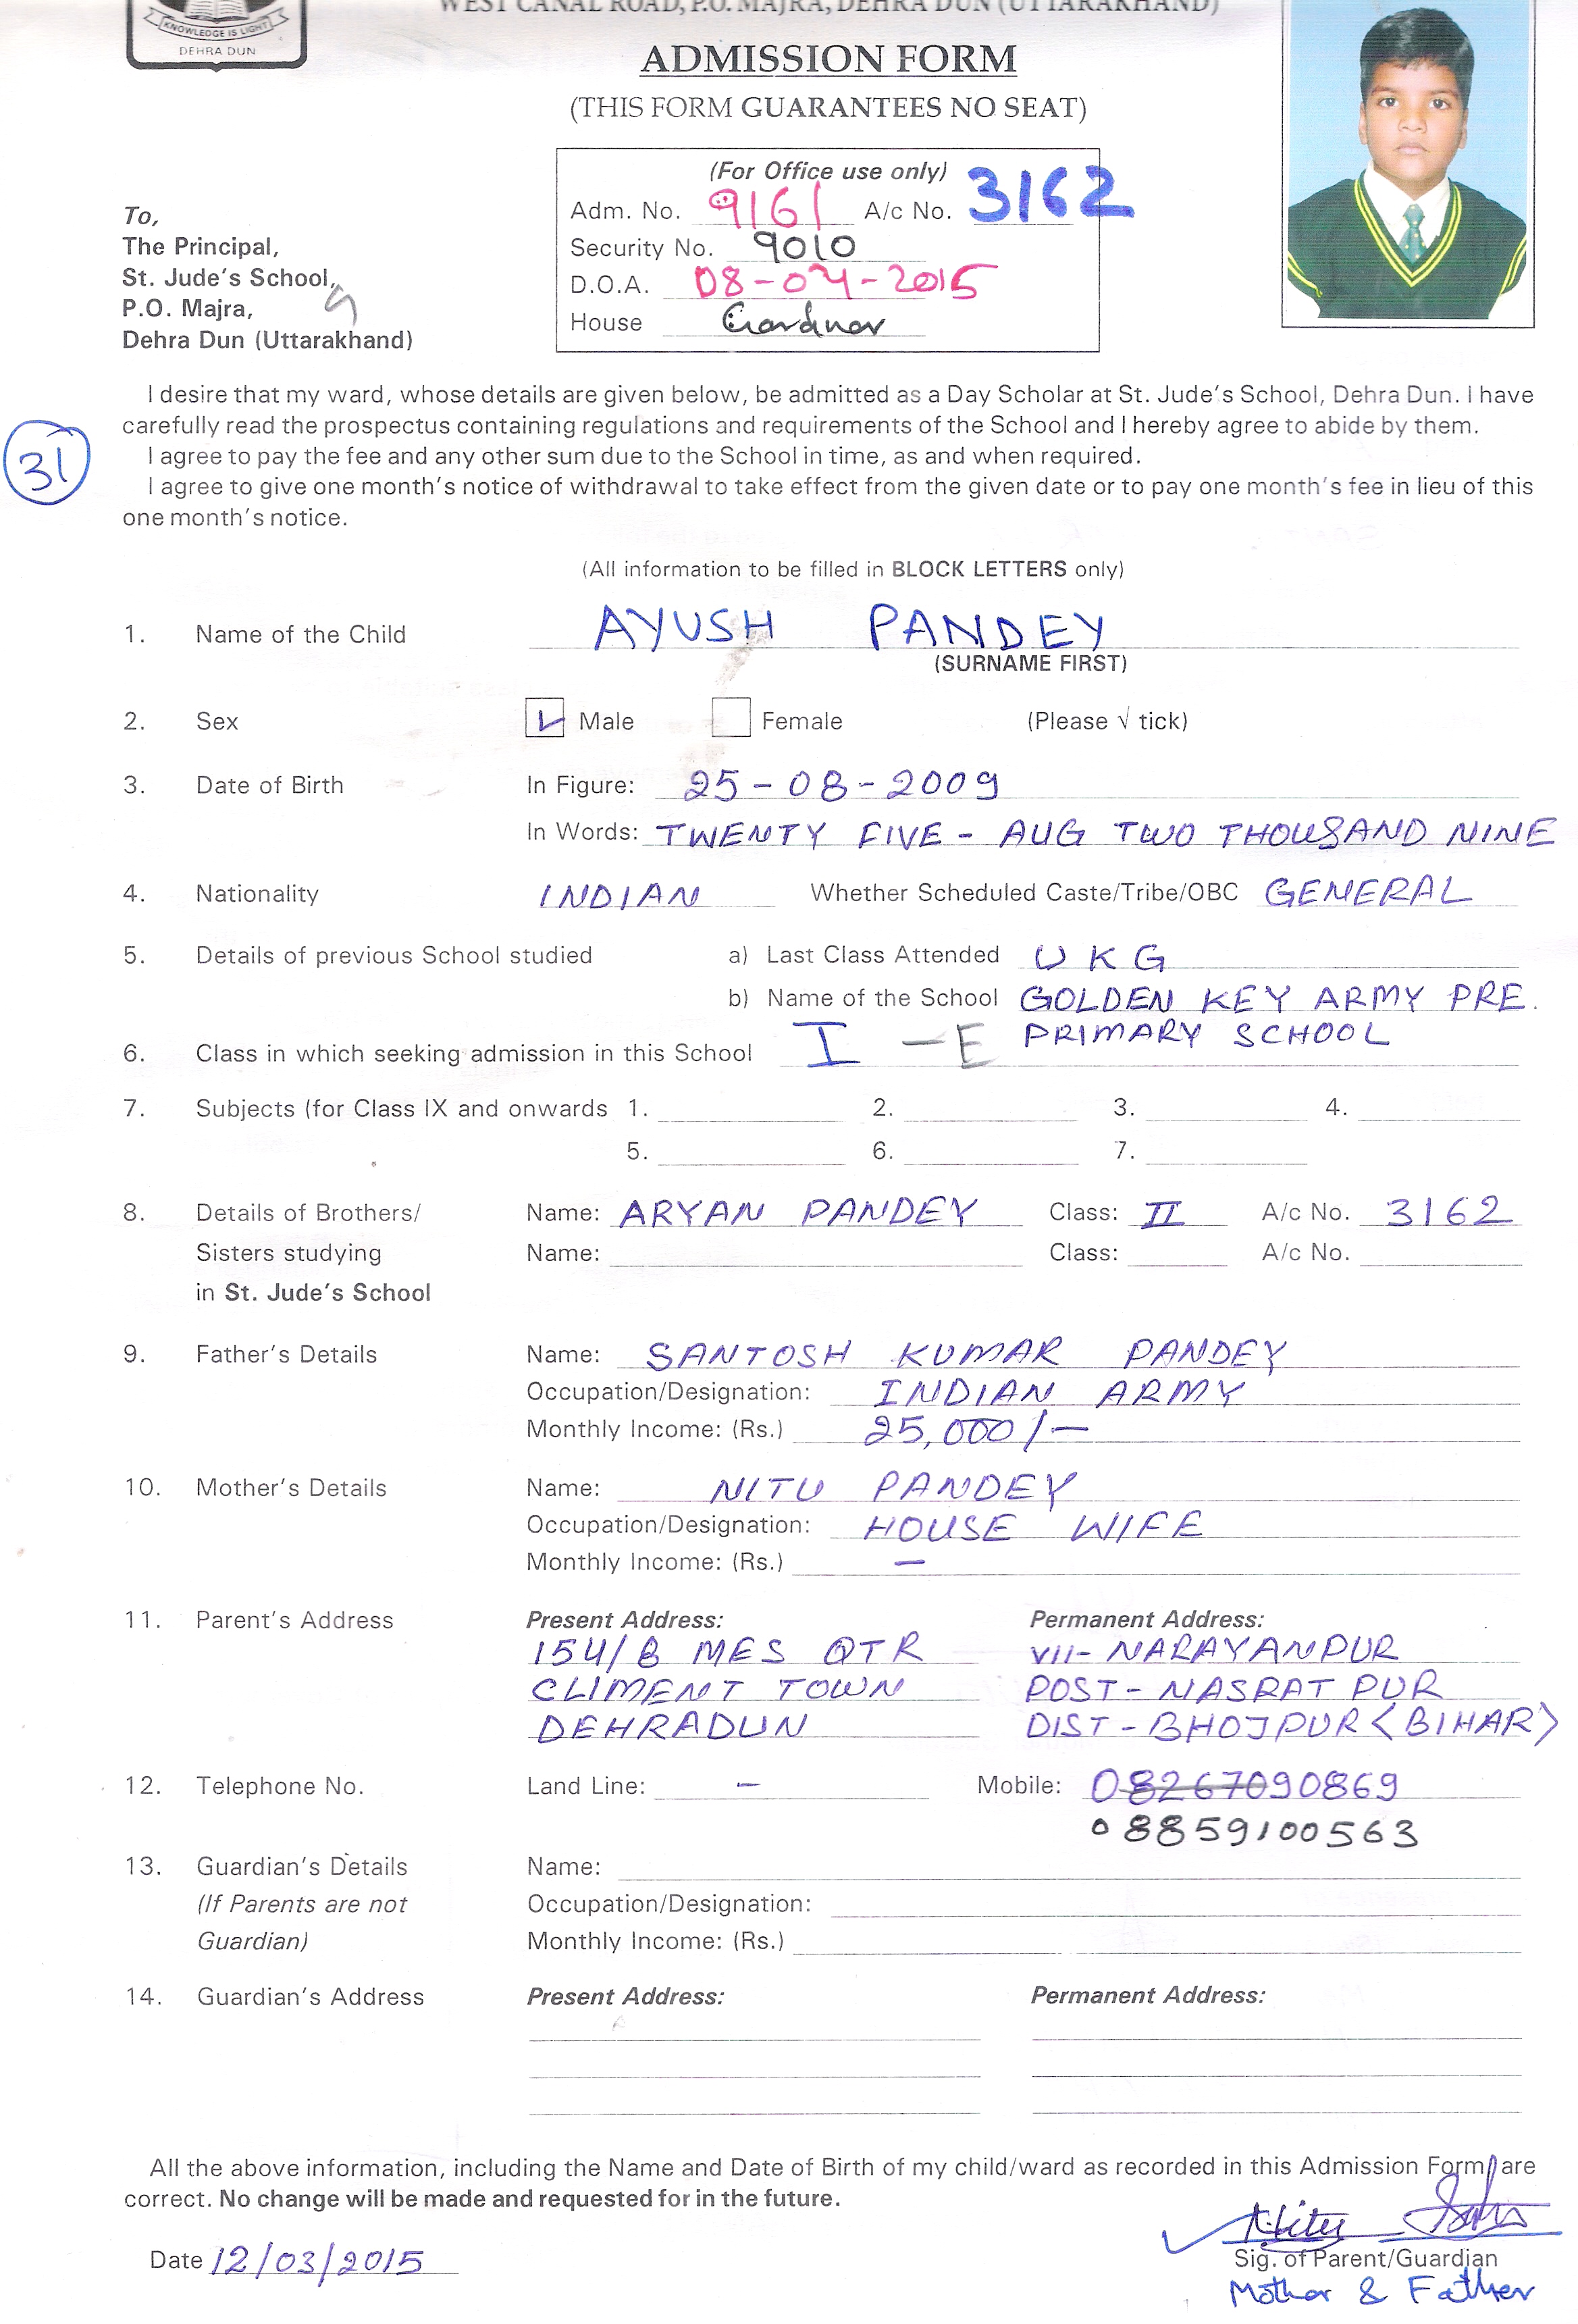 WEST CANAL ROAD, P.O. MAJRA, DEHRA DUN (UTTARAKHAND)
KNOWLEDGE IS LIGHT
DEHRA DUN
ADMISSION FORM
(THIS FORM GUARANTEES NO SEAT)
(For Office use only)
Adm. No. 9161 A/c No. 3162
Security No. 9010
D.O.A. 08-04-2015
House Gardnar
To,
The Principal,
St. Jude's School,
P.O. Majra,
Dehra Dun (Uttarakhand)
I desire that my ward, whose details are given below, be admitted as a Day Scholar at St. Jude's School, Dehra Dun. I have
carefully read the prospectus containing regulations and requirements of the School and I hereby agree to abide by them.
31
I agree to pay the fee and any other sum due to the School in time, as and when required.
I agree to give one month's notice of withdrawal to take effect from the given date or to pay one month's fee in lieu of this
one month's notice.
(All information to be filled in BLOCK LETTERS only)
1. Name of the Child AYUSH PANDEY
(SURNAME FIRST)
2. Sex Male Female (Please √ tick)
3. Date of Birth In Figure: 25-08-2009
In Words: TWENTY FIVE - AUG TWO THOUSAND NINE
4. Nationality INDIAN Whether Scheduled Caste/Tribe/OBC GENERAL
5. Details of previous School studied a) Last Class Attended UKG
b) Name of the School GOLDEN KEY ARMY PRE.
PRIMARY SCHOOL
6. Class in which seeking admission in this School I - E
7. Subjects (for Class IX and onwards 1. 2. 3. 4.
5. 6. 7.
8. Details of Brothers/ Name: ARYAN PANDEY Class: II A/c No. 3162
Sisters studying Name: Class: A/c No.
in St. Jude's School
9. Father's Details Name: SANTOSH KUMAR PANDEY
Occupation/Designation: INDIAN ARMY
Monthly Income: (Rs.) 25,000/-
10. Mother's Details Name: NITU PANDEY
Occupation/Designation: HOUSE WIFE
Monthly Income: (Rs.) -
11. Parent's Address Present Address: Permanent Address:
154/B MES QTR VII- NARAYANPUR
CLIMENT TOWN POST- NASRAT PUR
DEHRADUN DIST - BHOJPUR <BIHAR>
12. Telephone No. Land Line: - Mobile: 08267090869
08859100563
13. Guardian's Details Name:
(If Parents are not Occupation/Designation:
Guardian) Monthly Income: (Rs.)
14. Guardian's Address Present Address: Permanent Address:
All the above information, including the Name and Date of Birth of my child/ward as recorded in this Admission Form are
correct. No change will be made and requested for in the future.
Nitu
Date 12/03/2015 Sig. of Parent/Guardian
Mother & Father